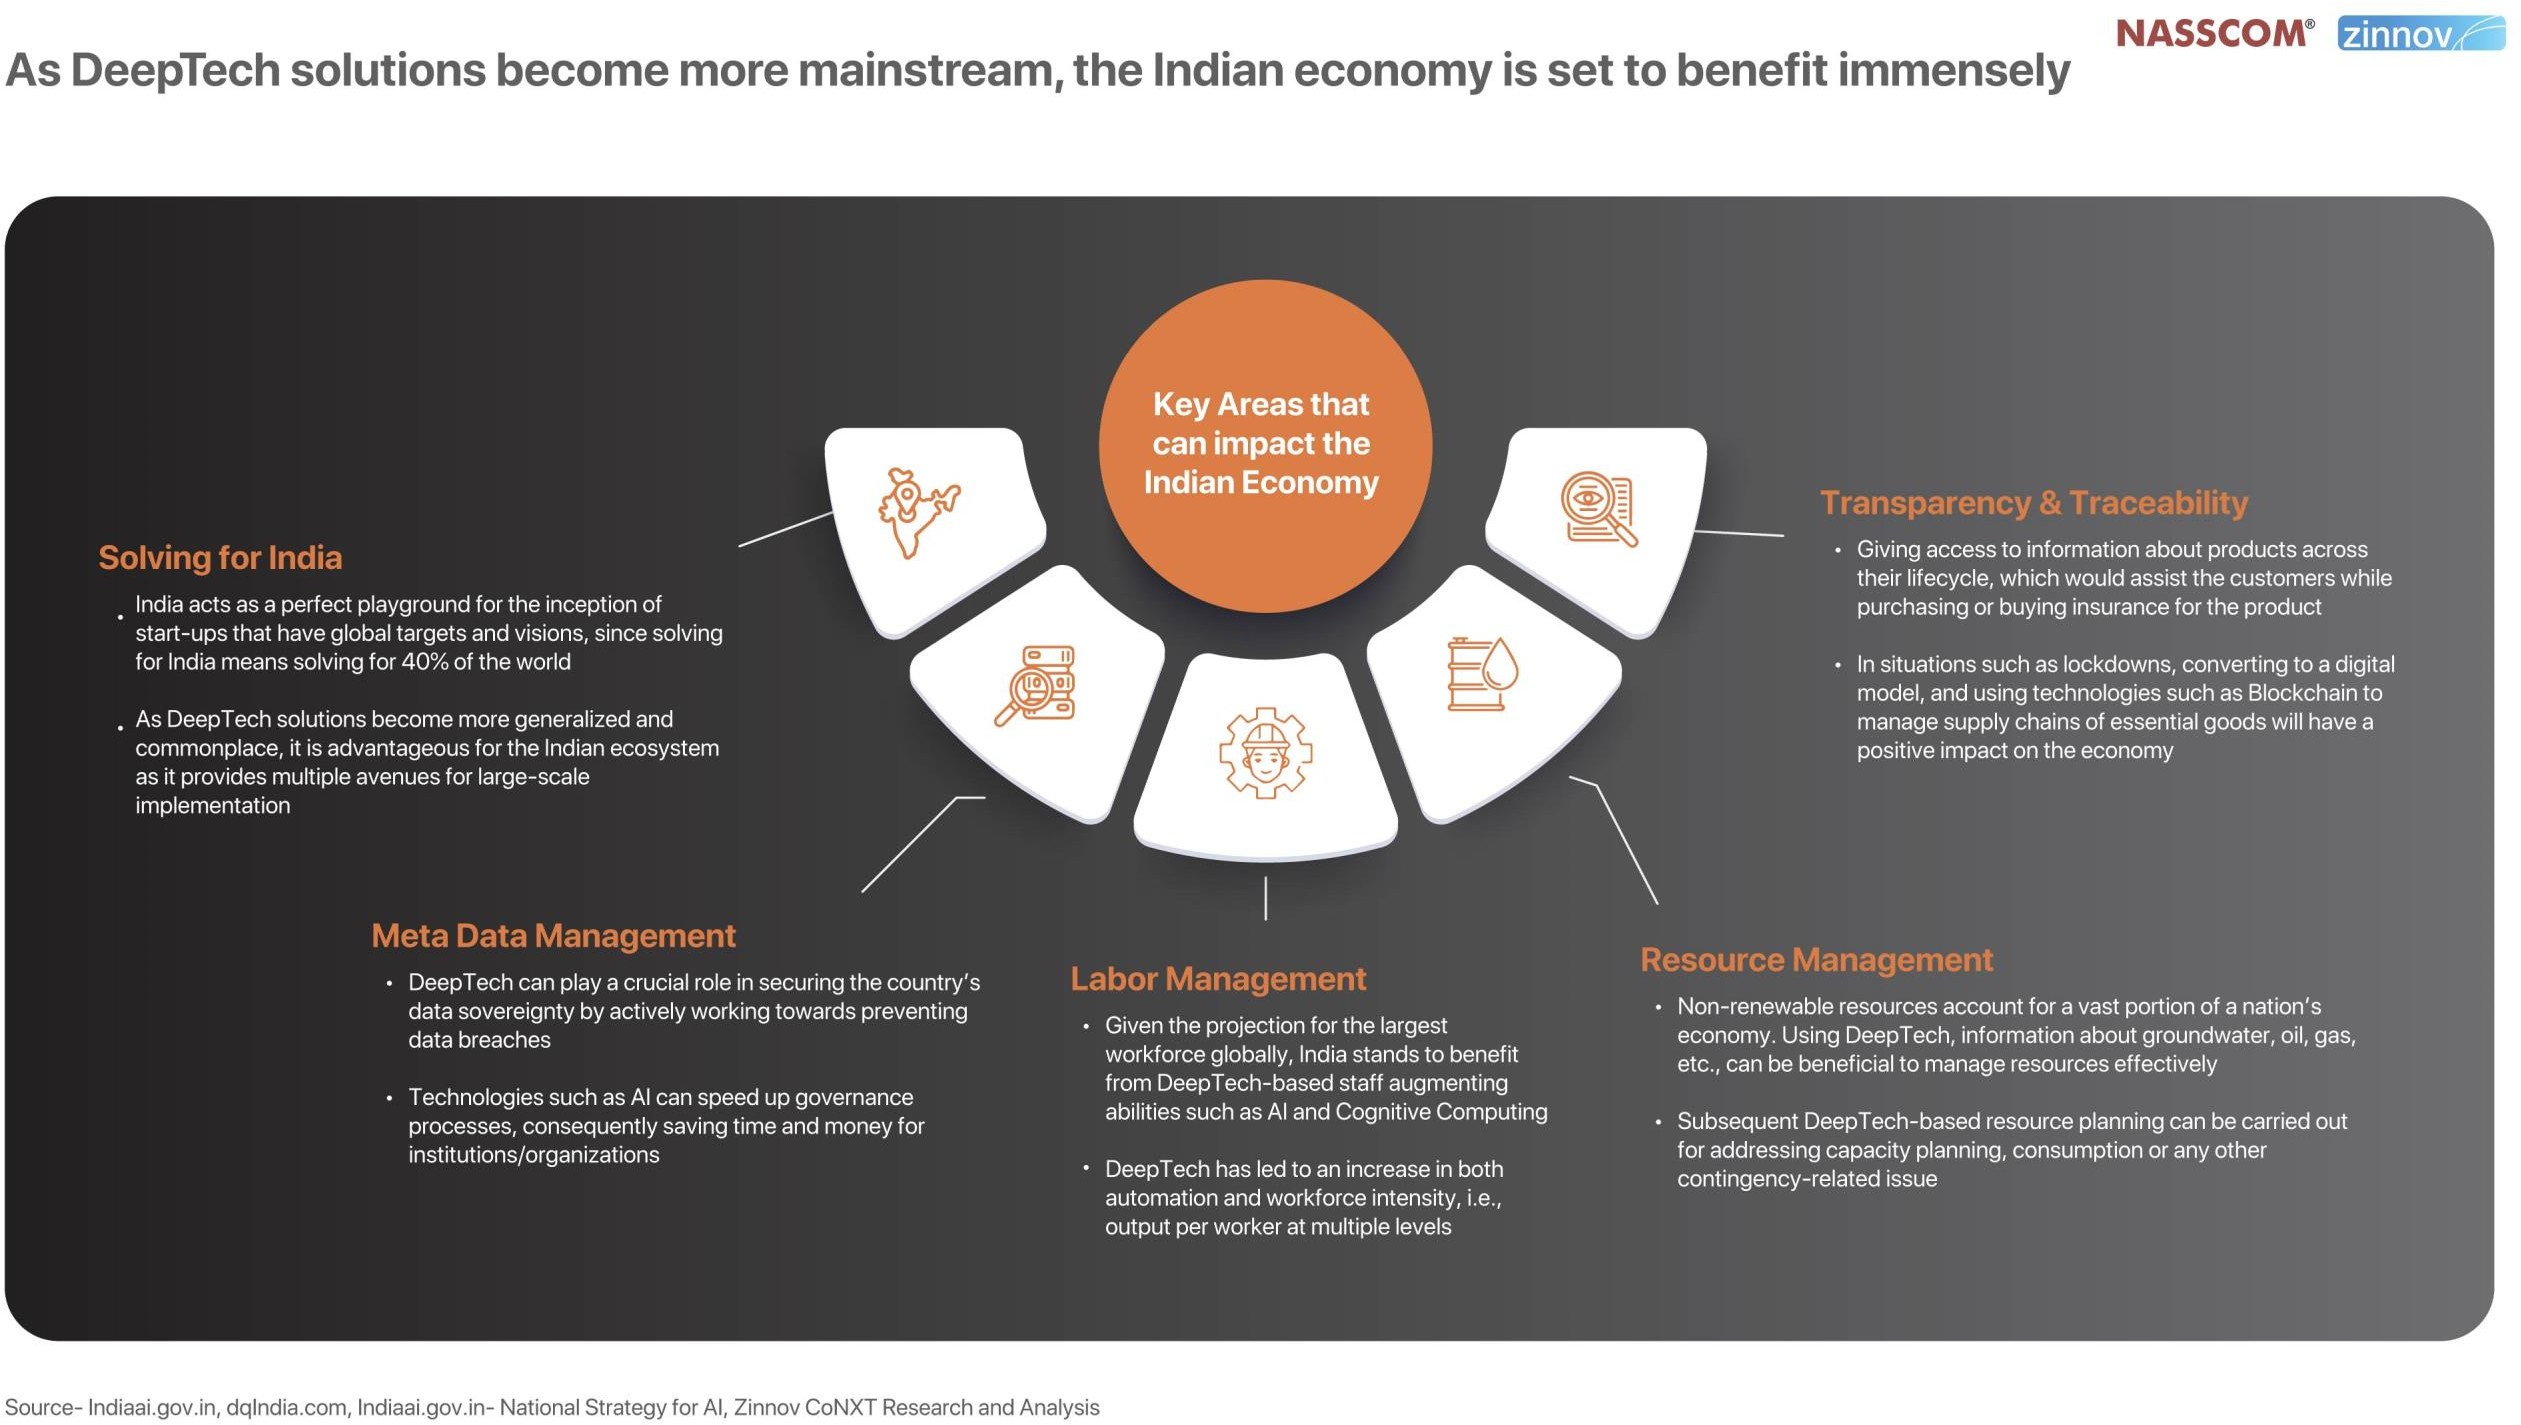 NASSCOM®
zinnov
As DeepTech solutions become more mainstream, the Indian economy is set to benefit immensely
Key Areas that
can impact the
Indian Economy
Solving for India
• India acts as a perfect playground for the inception of
start-ups that have global targets and visions, since solving
for India means solving for 40% of the world
• As DeepTech solutions become more generalized and
commonplace, it is advantageous for the Indian ecosystem
as it provides multiple avenues for large-scale
implementation
Meta Data Management
• DeepTech can play a crucial role in securing the country’s
data sovereignty by actively working towards preventing
data breaches
• Technologies such as AI can speed up governance
processes, consequently saving time and money for
institutions/organizations
Labor Management
• Given the projection for the largest
workforce globally, India stands to benefit
from DeepTech-based staff augmenting
abilities such as AI and Cognitive Computing
• DeepTech has led to an increase in both
automation and workforce intensity, i.e.,
output per worker at multiple levels
Resource Management
• Non-renewable resources account for a vast portion of a nation’s
economy. Using DeepTech, information about groundwater, oil, gas,
etc., can be beneficial to manage resources effectively
• Subsequent DeepTech-based resource planning can be carried out
for addressing capacity planning, consumption or any other
contingency-related issue
Transparency & Traceability
• Giving access to information about products across
their lifecycle, which would assist the customers while
purchasing or buying insurance for the product
• In situations such as lockdowns, converting to a digital
model, and using technologies such as Blockchain to
manage supply chains of essential goods will have a
positive impact on the economy
Source- Indiaai.gov.in, dqIndia.com, Indiaai.gov.in- National Strategy for AI, Zinnov CoNXT Research and Analysis